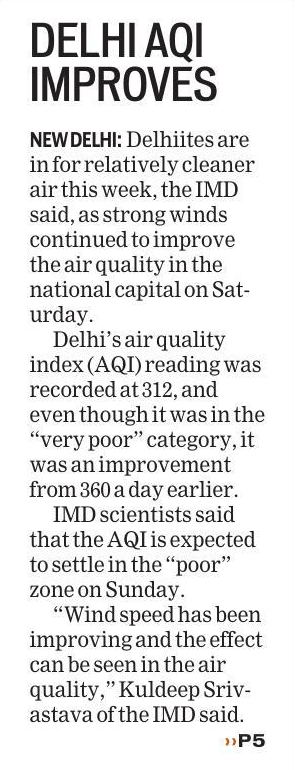 DELHI AQI
IMPROVES
NEW DELHI: Delhiites are
in for relatively cleaner
air this week, the IMD
said, as strong winds
continued to improve
the air quality in the
national capital on Sat-
urday.
Delhi’s air quality
index (AQI) reading was
recorded at 312, and
even though it was in the
“very poor” category, it
was an improvement
from 360 a day earlier.
IMD scientists said
that the AQI is expected
to settle in the “poor”
zone on Sunday.
“Wind speed has been
improving and the effect
can be seen in the air
quality,” Kuldeep Sriv-
astava of the IMD said.
››P5